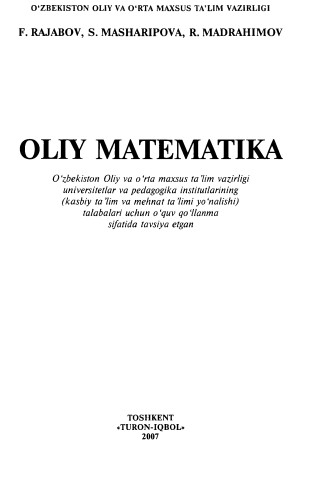 O‘ZBEKISTON OLIY VA O‘RTA MAXSUS TA’LIM VAZIRLIGI
F. RAJABOV, S. MASHARIPOVA, R. MADRAHIMOV
OLIY MATEMATIKA
O‘zbekiston Oliy va o‘rta maxsus ta’lim vazirligi
universitetlar va pedagogika institutlarining
(kasbiy ta’lim va mehnat ta’limi yo‘nalishi)
talabalari uchun o‘quv qo‘llanma
sifatida tavsiya etgan
TOSHKENT
«TURON-IQBOL»
2007